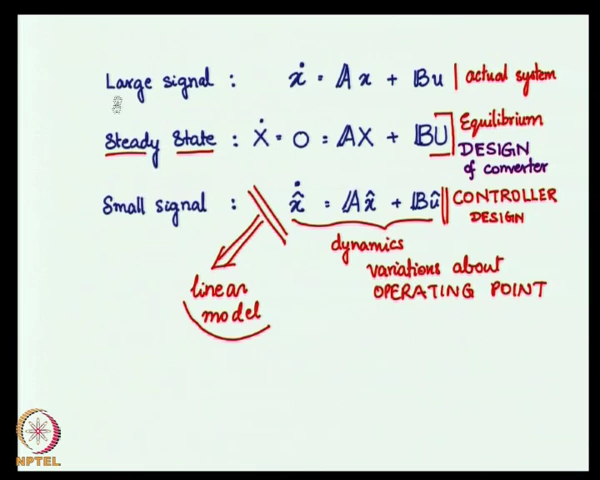 Large signal : ẋ = Ax + Bu | actual system
Steady State : Ẋ = 0 = AX + BU] Equilibrium
DESIGN
of converter
Small signal : x̂̇ = Ax̂ + Bû || CONTROLLER
DESIGN
dynamics
variations about
OPERATING POINT
linear
model
NPTEL